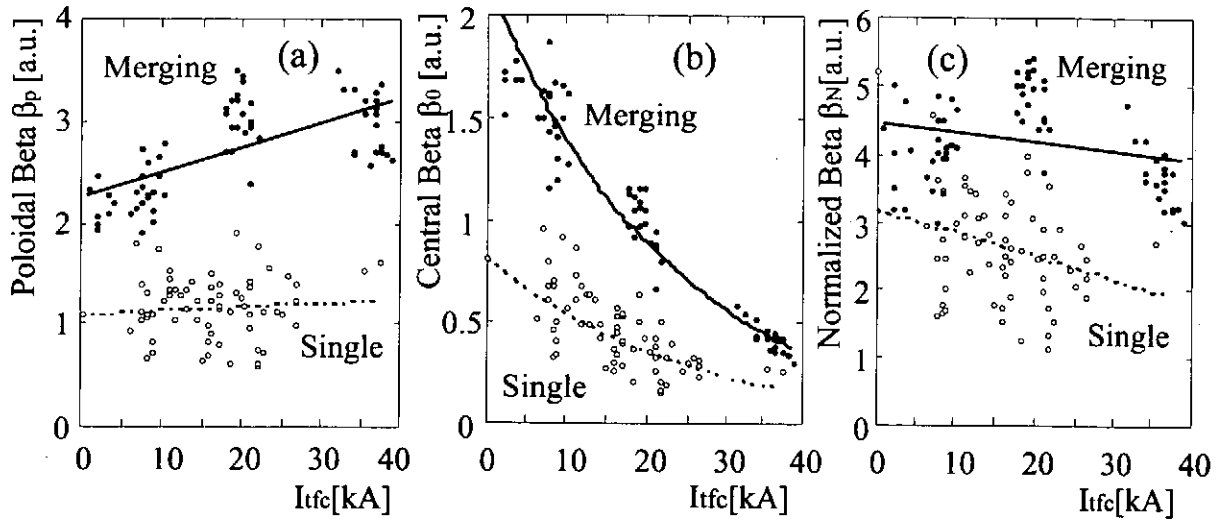 Poloidal Beta βp [a.u.]
4
3
2
1
0
Merging
(a)
Single
0
10
20
30
40
Itfc[kA]
Central Beta β0 [a.u.]
2
1.5
1
0.5
0
(b)
Merging
Single
0
10
20
30
40
Itfc[kA]
Normalized Beta βN[a.u.]
6
5
4
3
2
1
0
(c)
Merging
Single
0
10
20
30
40
Itfc[kA]